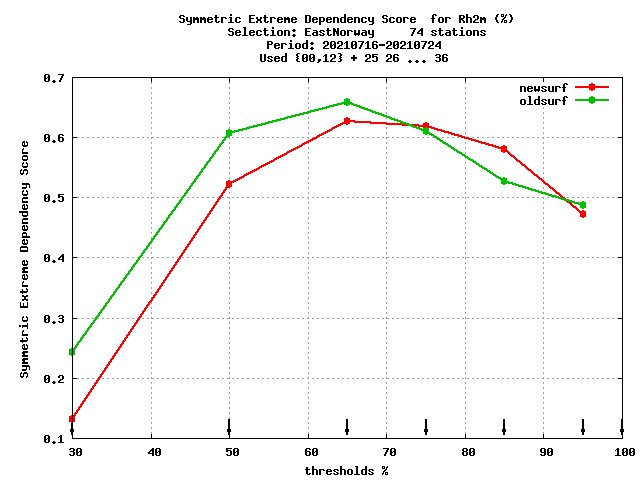 Symmetric Extreme Dependency Score  for Rh2m (%)
Selection: EastNorway     74 stations
Period: 20210716-20210724
Used {00,12} + 25 26 ... 36
newsurf
oldsurf
Symmetric Extreme Dependency Score
0.7
0.6
0.5
0.4
0.3
0.2
0.1
30 40 50 60 70 80 90 100
thresholds %